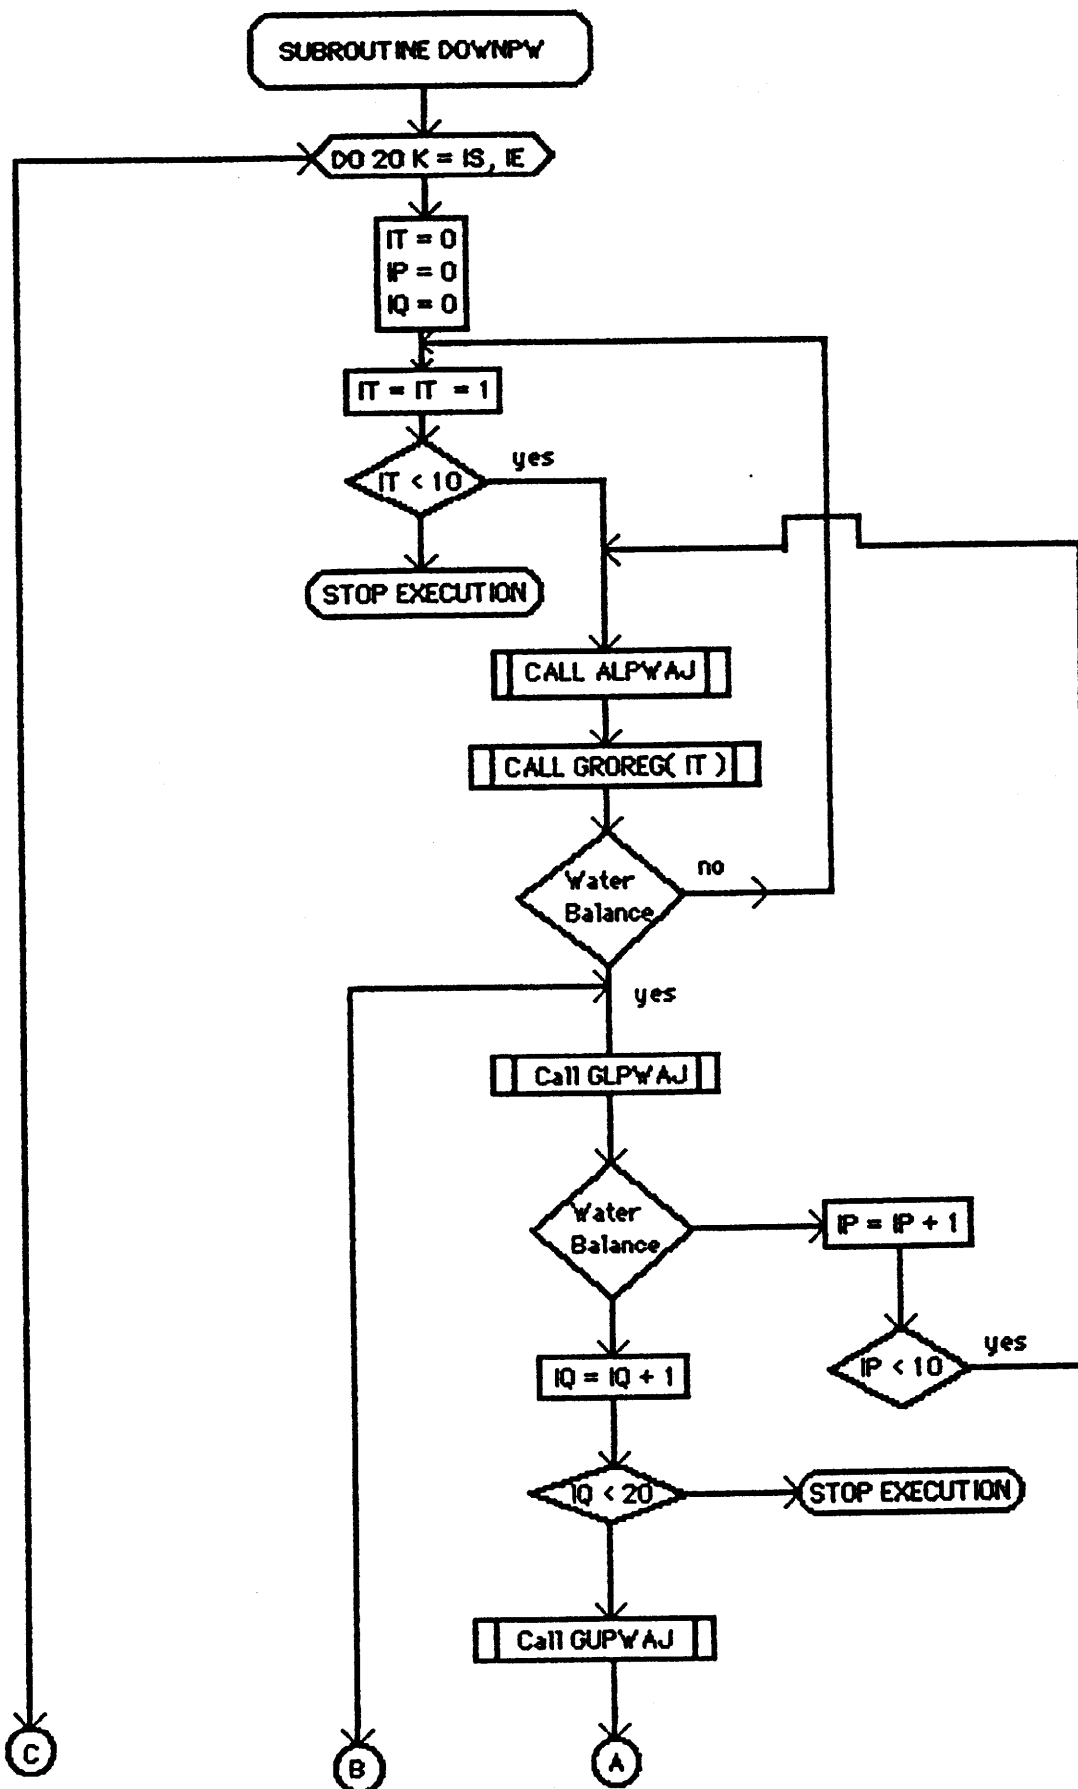 SUBROUTINE DOWNPW
DO 20 K = IS, IE
IT = 0
IP = 0
IQ = 0
IT = IT = 1
IT < 10
yes
STOP EXECUTION
CALL ALPWAJ
CALL GROREG( IT )
Water
Balance
no
yes
Call GLPWAJ
Water
Balance
IP = IP + 1
IP < 10
yes
IQ = IQ + 1
IQ < 20
STOP EXECUTION
Call GUPWAJ
C
B
A